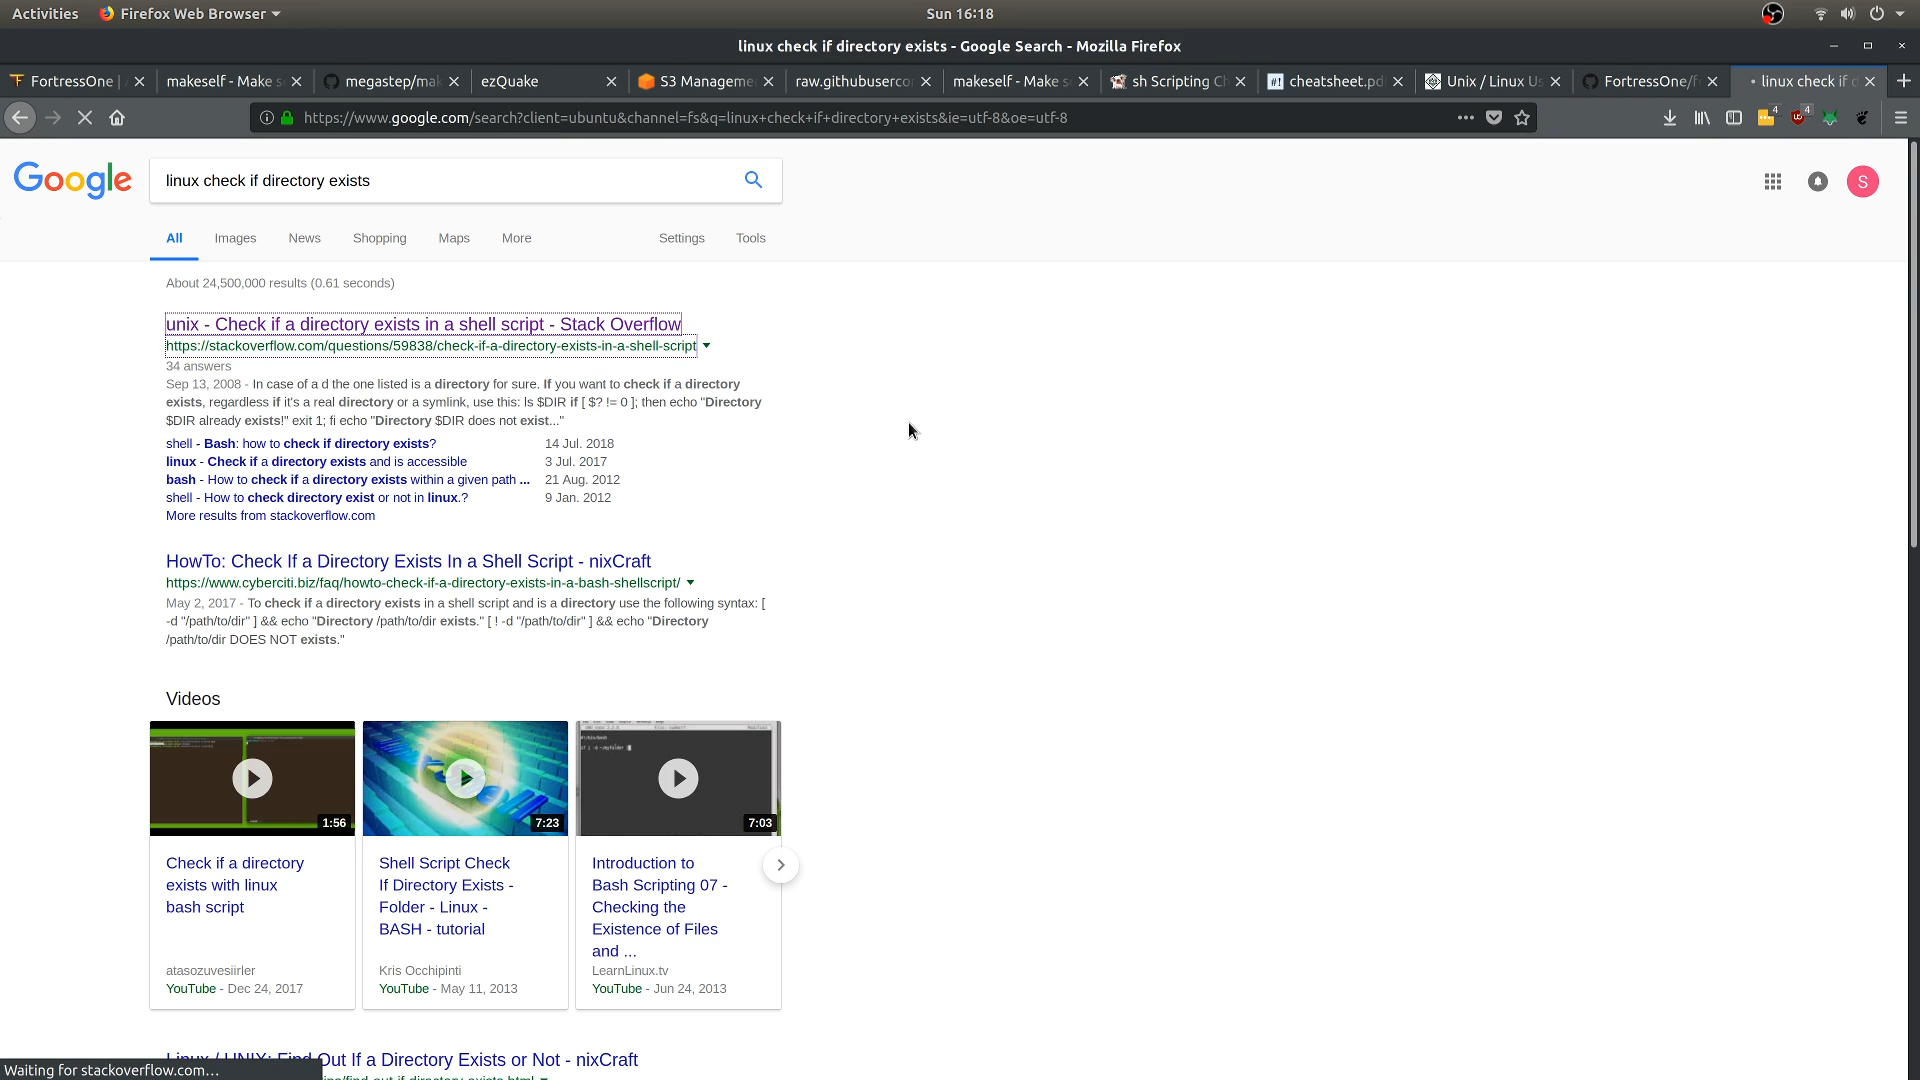 Activities Firefox Web Browser Sun 16:18
linux check if directory exists - Google Search - Mozilla Firefox
FortressOne | makeself - Make s megastep/mak ezQuake S3 Manageme raw.githubuserco makeself - Make s sh Scripting Ch cheatsheet.pd Unix / Linux Us FortressOne/f linux check if d
https://www.google.com/search?client=ubuntu&channel=fs&q=linux+check+if+directory+exists&ie=utf-8&oe=utf-8
4 4
Google linux check if directory exists S
All Images News Shopping Maps More Settings Tools
About 24,500,000 results (0.61 seconds)
unix - Check if a directory exists in a shell script - Stack Overflow
https://stackoverflow.com/questions/59838/check-if-a-directory-exists-in-a-shell-script
34 answers
Sep 13, 2008 - In case of a d the one listed is a directory for sure. If you want to check if a directory
exists, regardless if it's a real directory or a symlink, use this: ls $DIR if [ $? != 0 ]; then echo "Directory
$DIR already exists!" exit 1; fi echo "Directory $DIR does not exist..."
shell - Bash: how to check if directory exists? 14 Jul. 2018
linux - Check if a directory exists and is accessible 3 Jul. 2017
bash - How to check if a directory exists within a given path ... 21 Aug. 2012
shell - How to check directory exist or not in linux.? 9 Jan. 2012
More results from stackoverflow.com
HowTo: Check If a Directory Exists In a Shell Script - nixCraft
https://www.cyberciti.biz/faq/howto-check-if-a-directory-exists-in-a-bash-shellscript/
May 2, 2017 - To check if a directory exists in a shell script and is a directory use the following syntax: [
-d "/path/to/dir" ] && echo "Directory /path/to/dir exists." [ ! -d "/path/to/dir" ] && echo "Directory
/path/to/dir DOES NOT exists."
Videos
1:56 7:23 7:03
Check if a directory
exists with linux
bash script
atasozuvesiirler
YouTube - Dec 24, 2017
Shell Script Check
If Directory Exists -
Folder - Linux -
BASH - tutorial
Kris Occhipinti
YouTube - May 11, 2013
Introduction to
Bash Scripting 07 -
Checking the
Existence of Files
and ...
LearnLinux.tv
YouTube - Jun 24, 2013
Linux / UNIX: Find Out If a Directory Exists or Not - nixCraft
Waiting for stackoverflow.com…